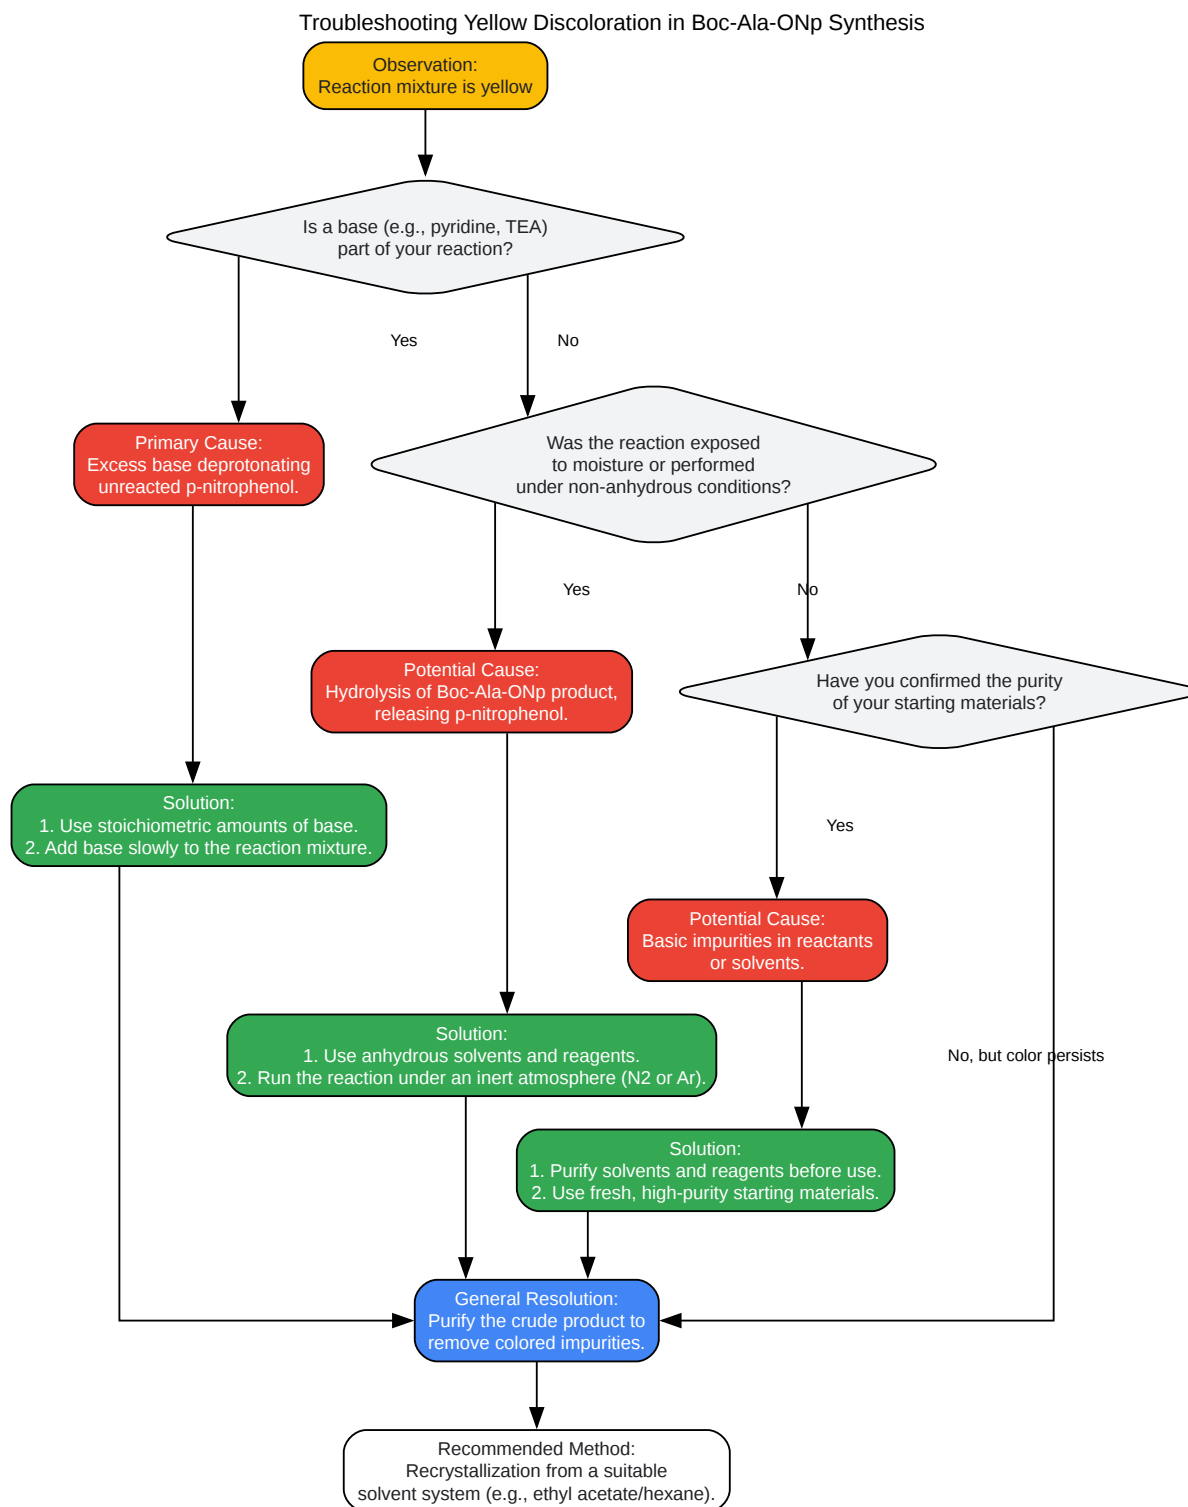 Troubleshooting Yellow Discoloration in Boc-Ala-ONp Synthesis
Observation:
Reaction mixture is yellow
Is a base (e.g., pyridine, TEA)
part of your reaction?
Yes
No
Primary Cause:
Excess base deprotonating
unreacted p-nitrophenol.
Was the reaction exposed
to moisture or performed
under non-anhydrous conditions?
Yes
No
Potential Cause:
Hydrolysis of Boc-Ala-ONp product,
releasing p-nitrophenol.
Have you confirmed the purity
of your starting materials?
Solution:
1. Use stoichiometric amounts of base.
2. Add base slowly to the reaction mixture.
Yes
Potential Cause:
Basic impurities in reactants
or solvents.
Solution:
1. Use anhydrous solvents and reagents.
2. Run the reaction under an inert atmosphere (N2 or Ar).
No, but color persists
Solution:
1. Purify solvents and reagents before use.
2. Use fresh, high-purity starting materials.
General Resolution:
Purify the crude product to
remove colored impurities.
Recommended Method:
Recrystallization from a suitable
solvent system (e.g., ethyl acetate/hexane).